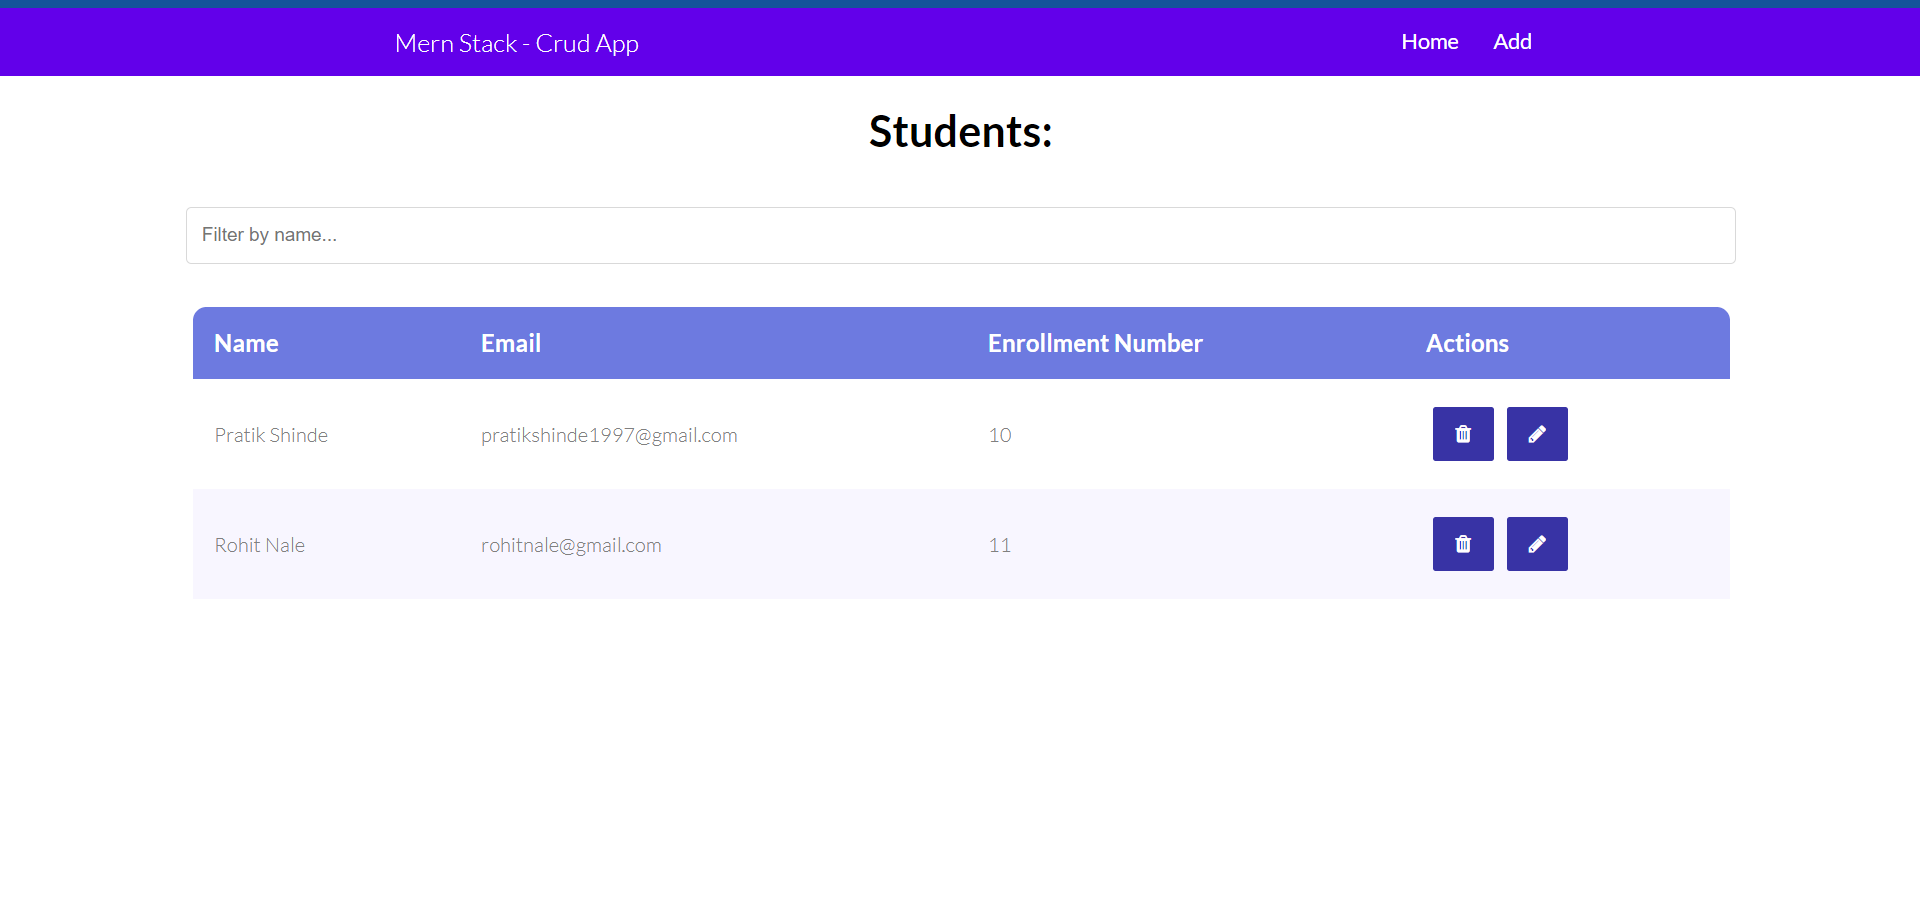 Mern Stack - Crud App Home Add
Students:
Filter by name...
Name Email Enrollment Number Actions
Pratik Shinde pratikshinde1997@gmail.com 10
Rohit Nale rohitnale@gmail.com 11